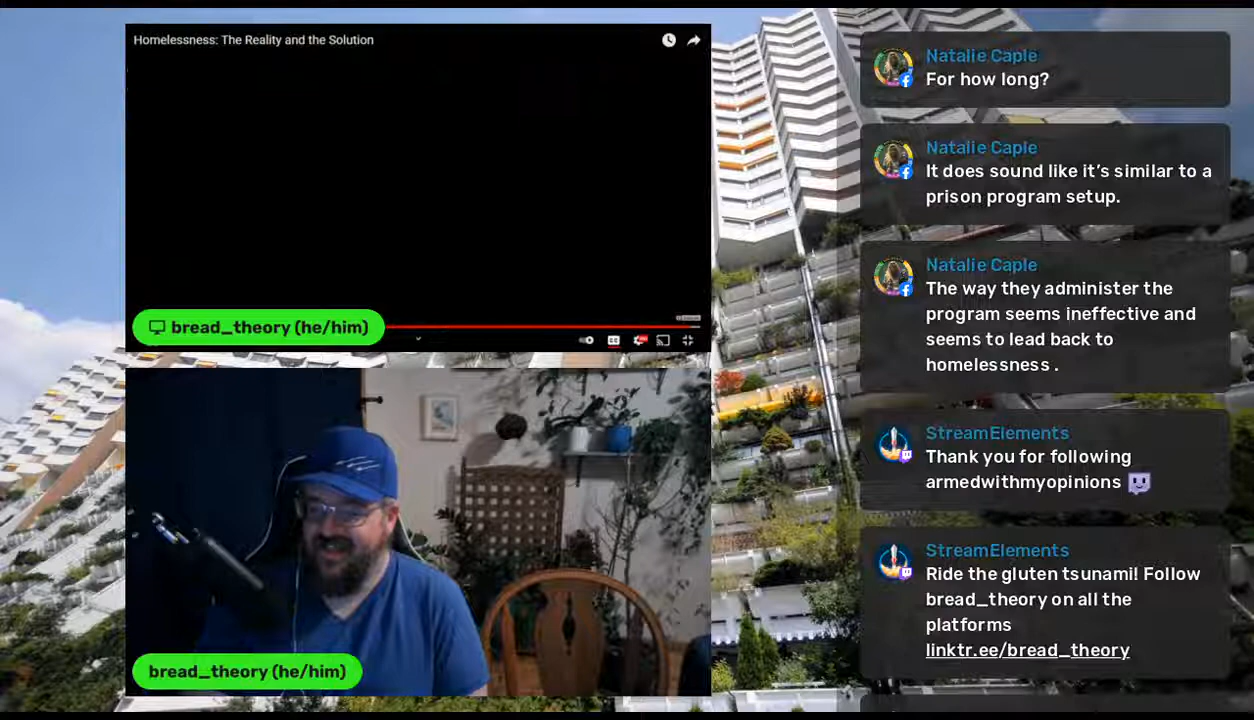 Homelessness: The Reality and the Solution
bread_theory (he/him)
bread_theory (he/him)
Natalie Caple
For how long?
Natalie Caple
It does sound like it’s similar to a
prison program setup.
Natalie Caple
The way they administer the
program seems ineffective and
seems to lead back to
homelessness .
StreamElements
Thank you for following
armedwithmyopinions
StreamElements
Ride the gluten tsunami! Follow
bread_theory on all the
platforms
linktr.ee/bread_theory